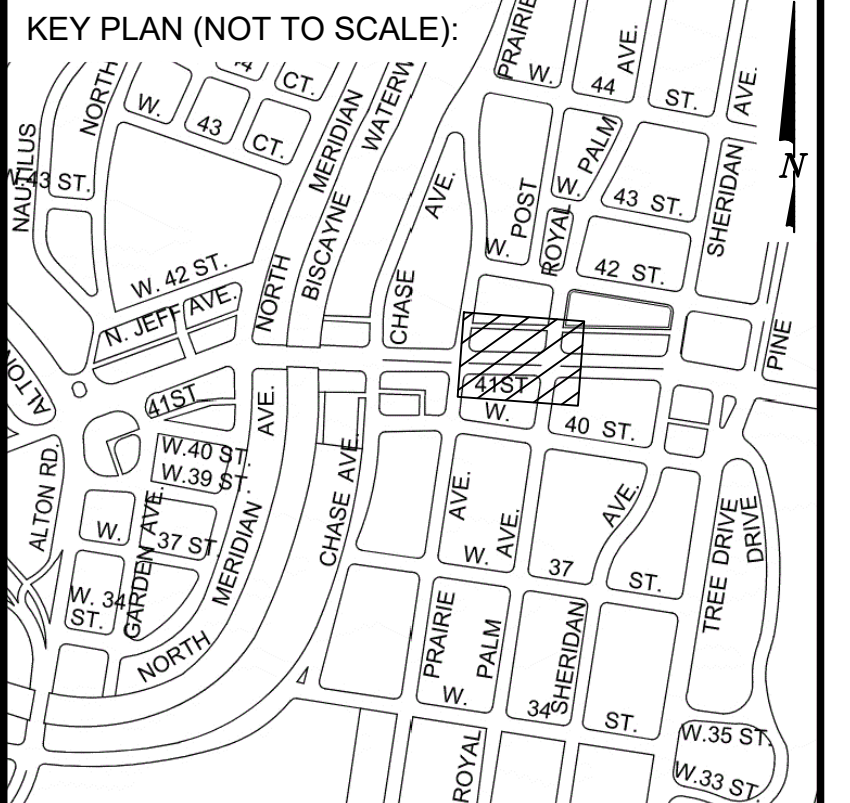 KEY PLAN (NOT TO SCALE):
PRAIRIE
W.
44
AVE.
ST.
AVE.
NORTH
W.
43
CT.
CT.
MERIDIAN
WATERW
NAUTILUS
W.43 ST.
BISCAYNE
NORTH
AVE.
CHASE
POST
W.
PALM
W.
ROYAL
43 ST.
SHERIDAN
42 ST.
N
W. 42 ST.
N. JEFF AVE.
PINE
ALTON
41ST
AVE.
41ST
W.
40 ST.
W.40 ST.
W.39 ST.
ALTON RD.
W.
GARDEN AVE.
37 ST.
MERIDIAN
CHASE AVE.
AVE.
W.
AVE.
37
AVE.
ST.
TREE DRIVE
DRIVE
W. 34
ST.
NORTH
PRAIRIE
W.
PALM
34
SHERIDAN
ST.
ROYAL
W.35 ST.
W.33 ST.